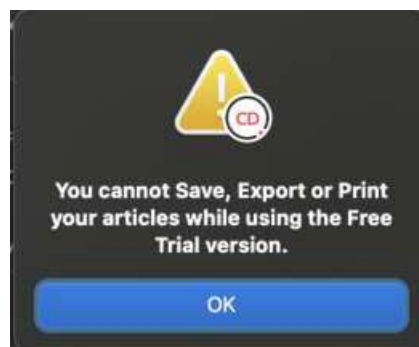 CD
You cannot Save, Export or Print
your articles while using the Free
Trial version.
OK